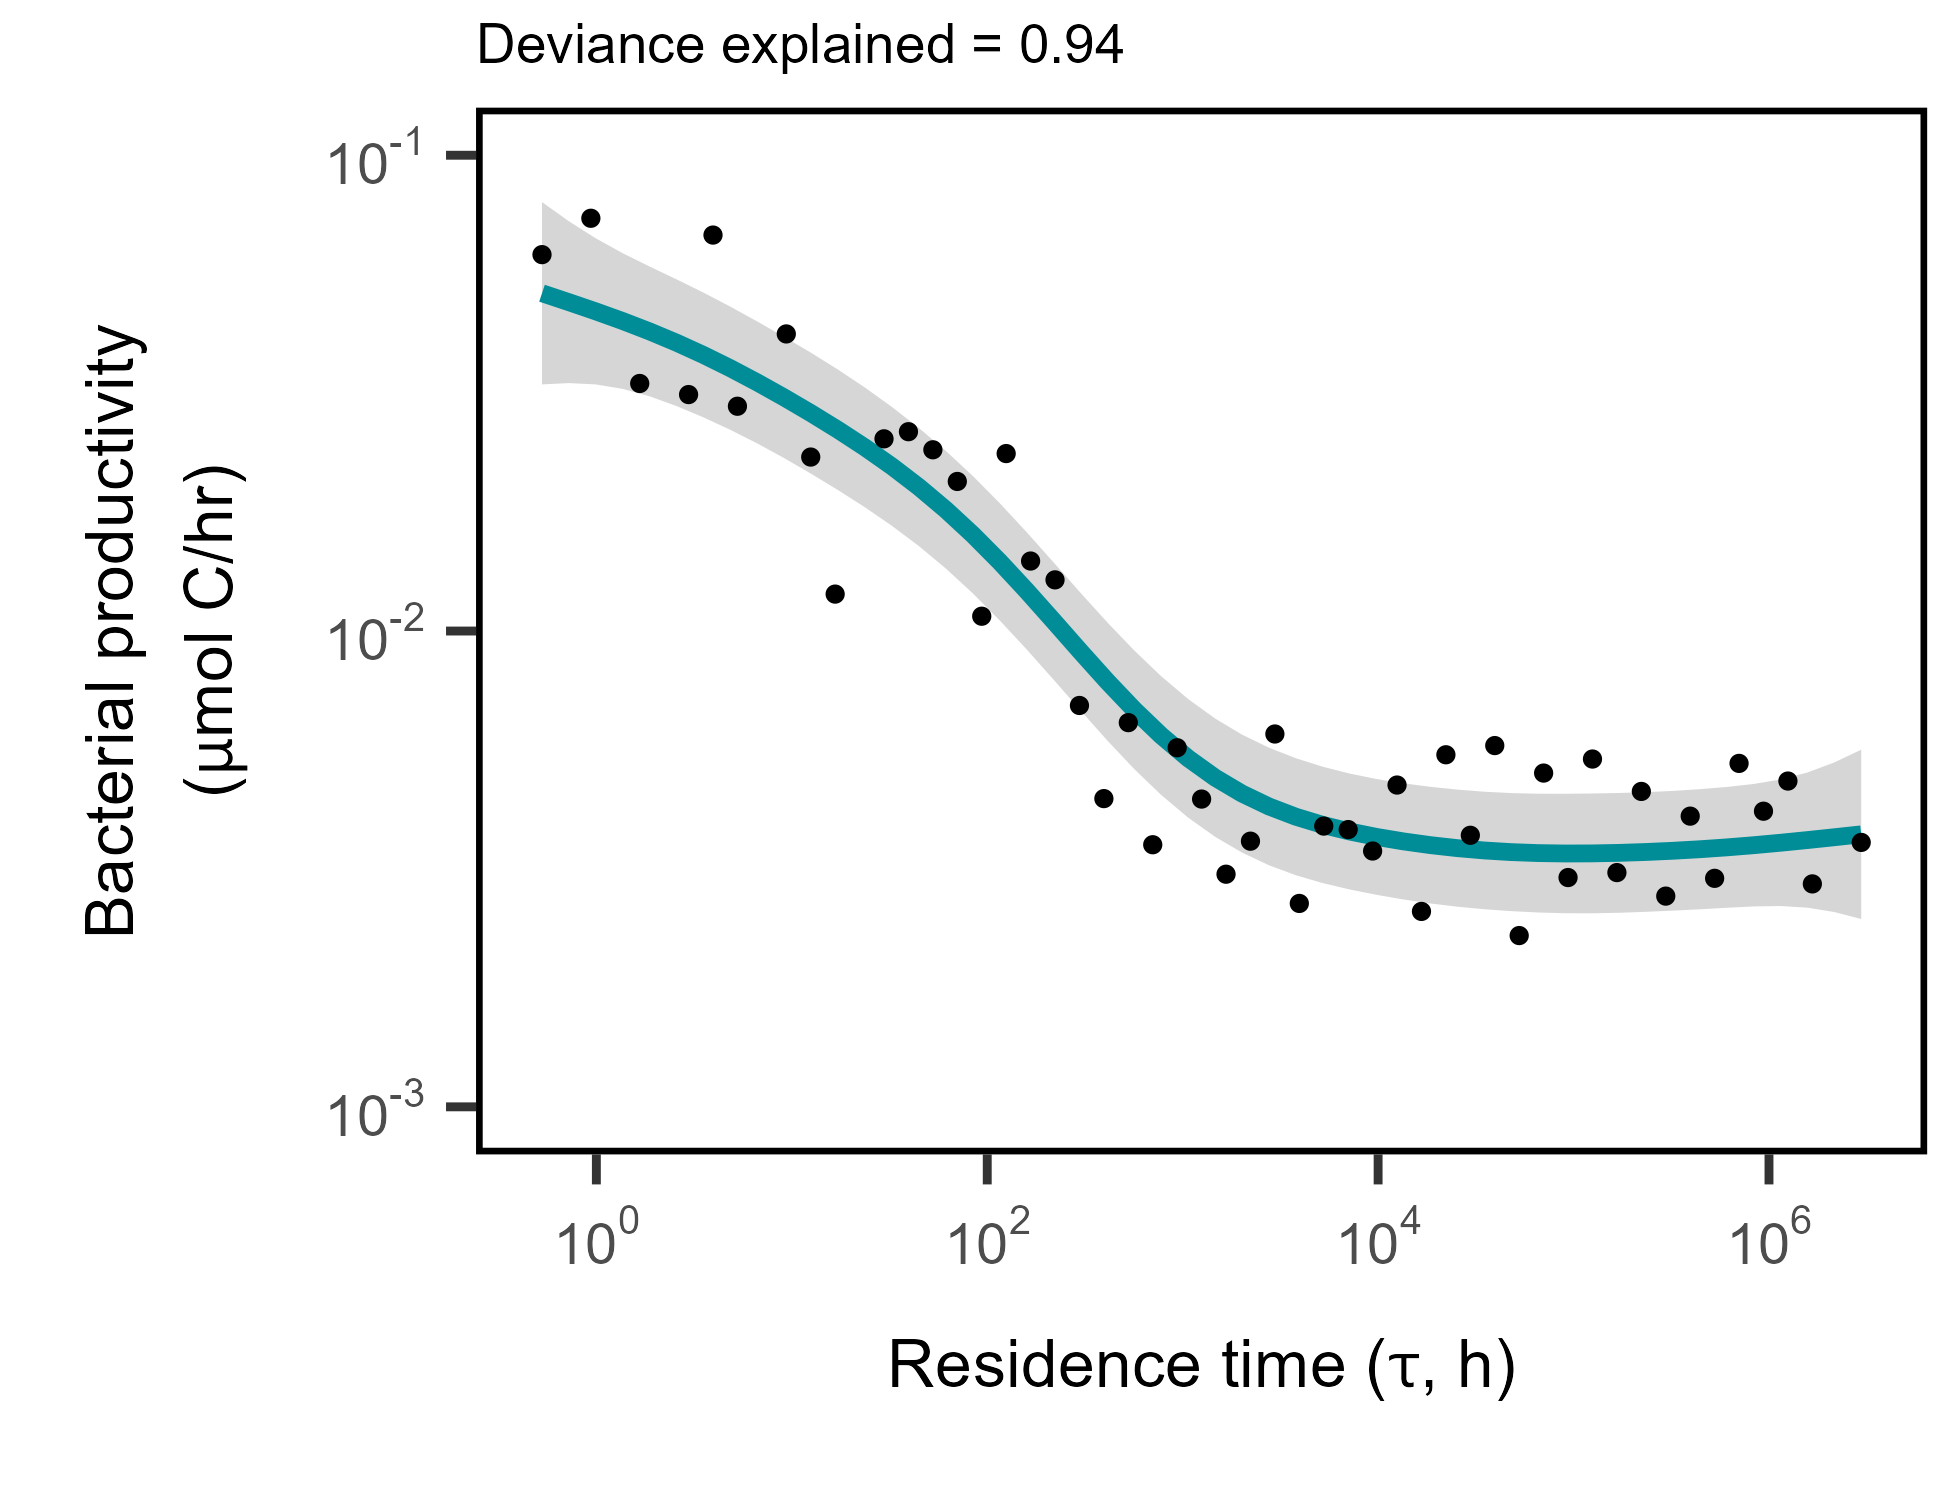 Deviance explained = 0.94
Bacterial productivity
(µmol C/hr)
10⁻¹
10⁻²
10⁻³
10⁰ 10² 10⁴ 10⁶
Residence time (τ, h)